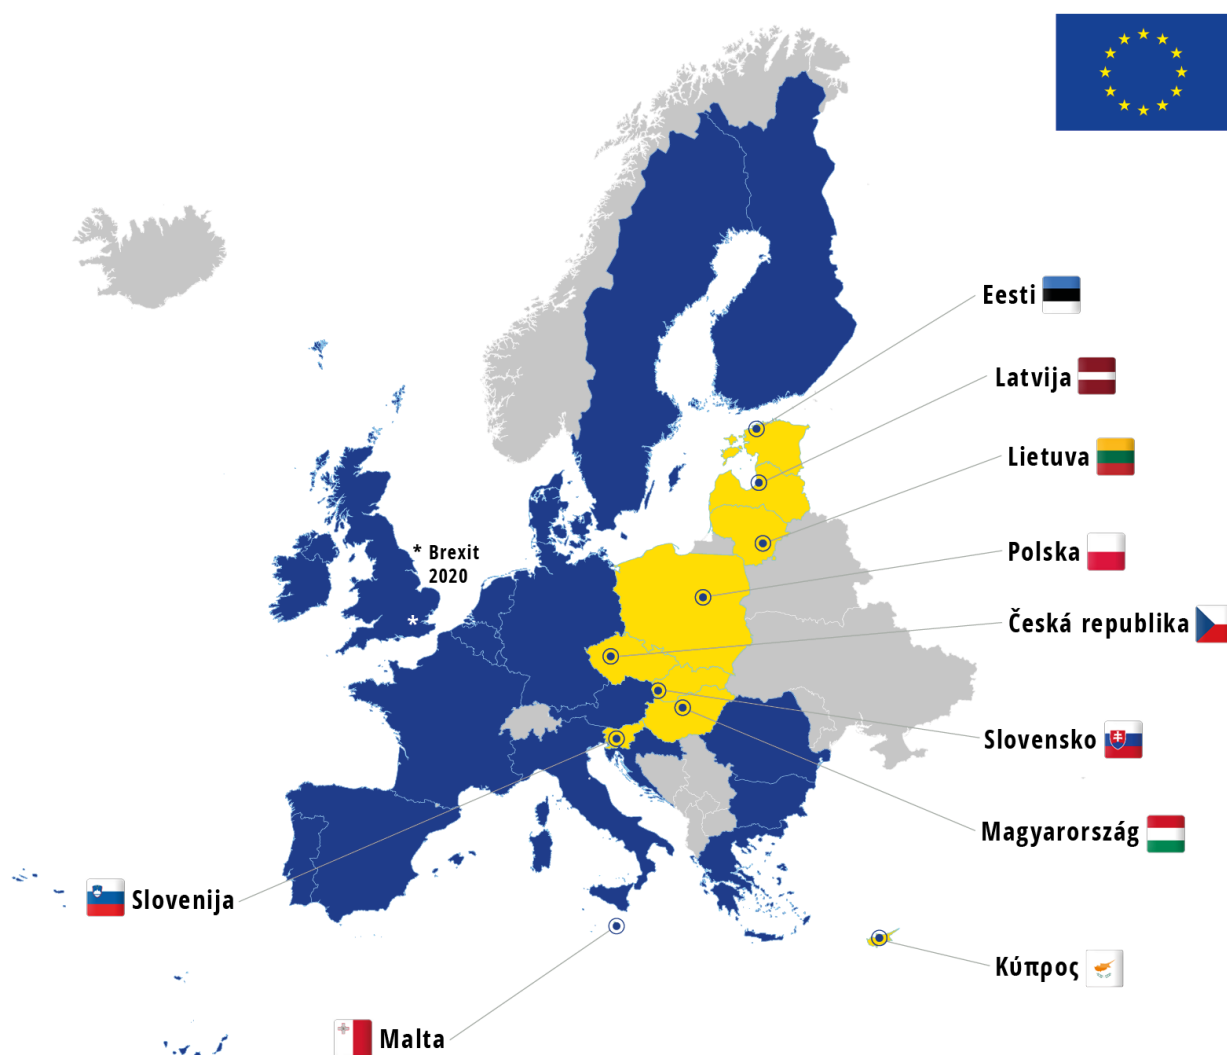 Eesti
Latvija
Lietuva
* Brexit
2020
*
Polska
Česká republika
Slovensko
Magyarország
Slovenija
Κύπρος
Malta